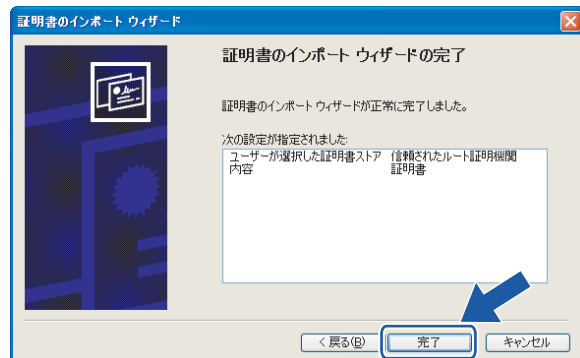 証明書のインポート ウィザード
証明書のインポート ウィザードの完了
証明書のインポート ウィザードが正常に完了しました。
次の設定が指定されました:
ユーザーが選択した証明書ストア 信頼されたルート証明機関
内容 証明書
< 戻る(B) 完了 キャンセル